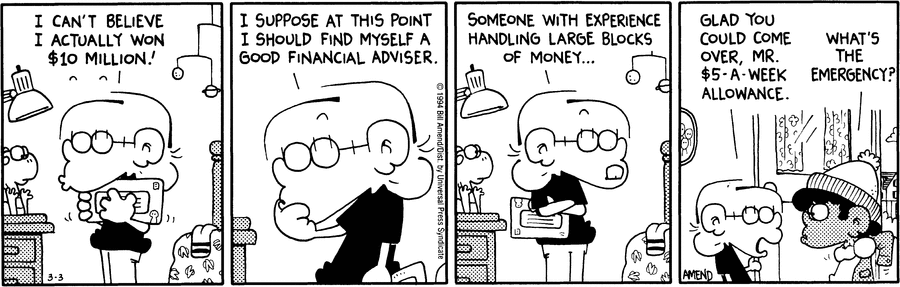 I CAN'T BELIEVE
I ACTUALLY WON
$10 MILLION!
3-3
I SUPPOSE AT THIS POINT
I SHOULD FIND MYSELF A
GOOD FINANCIAL ADVISER.
© 1994 Bill Amend/Dist. by Universal Press Syndicate
SOMEONE WITH EXPERIENCE
HANDLING LARGE BLOCKS
OF MONEY...
GLAD YOU
COULD COME
OVER, MR.
$5-A-WEEK
ALLOWANCE.
WHAT'S
THE
EMERGENCY?
AMEND